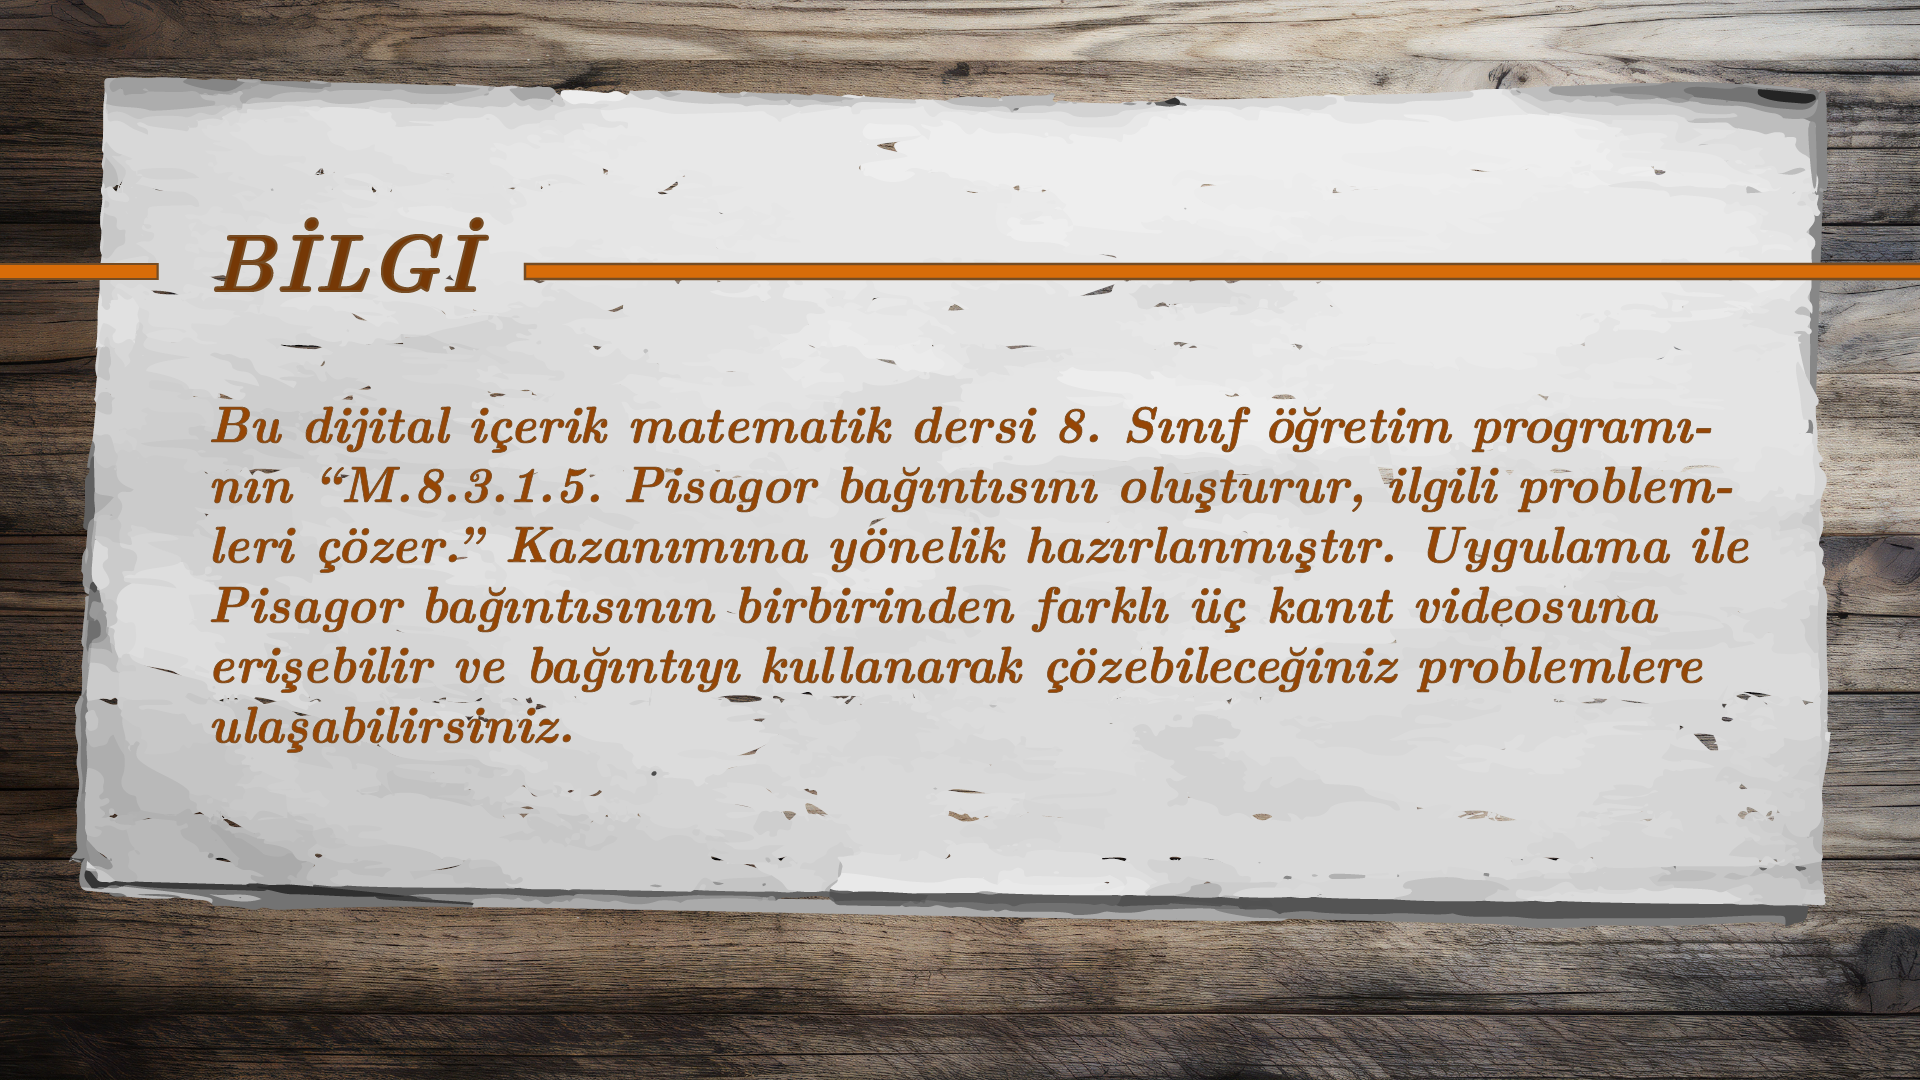 BİLGİ
Bu dijital içerik matematik dersi 8. Sınıf öğretim programı-
nin “M.8.3.1.5. Pisagor bağıntısını oluşturur, ilgili problem-
leri çözer.” Kazanımına yönelik hazırlanmıştır. Uygulama ile
Pisagor bağıntısının birbirinden farklı üç kanıt videosuna
erişebilir ve bağıntıyı kullanarak çözebileceğiniz problemlere
ulaşabilirsiniz.